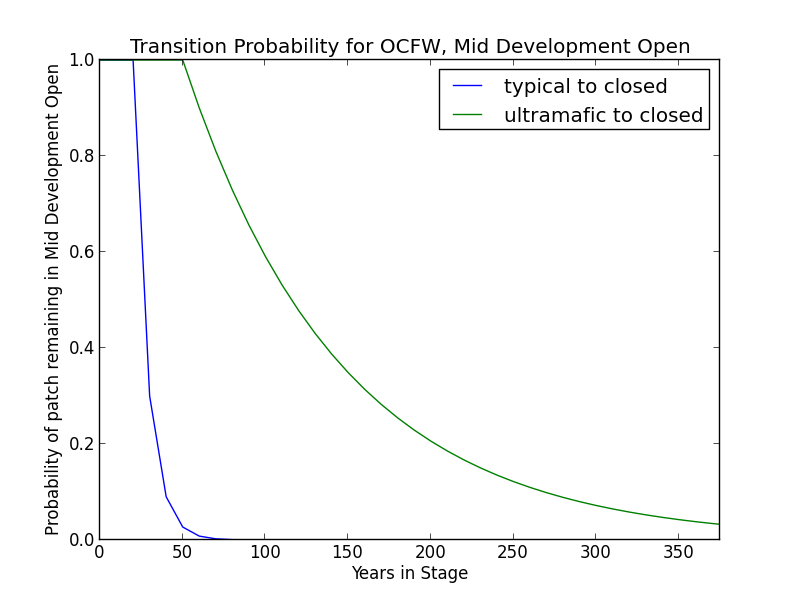 Transition Probability for OCFW, Mid Development Open
typical to closed
ultramafic to closed
Probability of patch remaining in Mid Development Open
1.0
0.8
0.6
0.4
0.2
0.0
0 50 100 150 200 250 300 350
Years in Stage